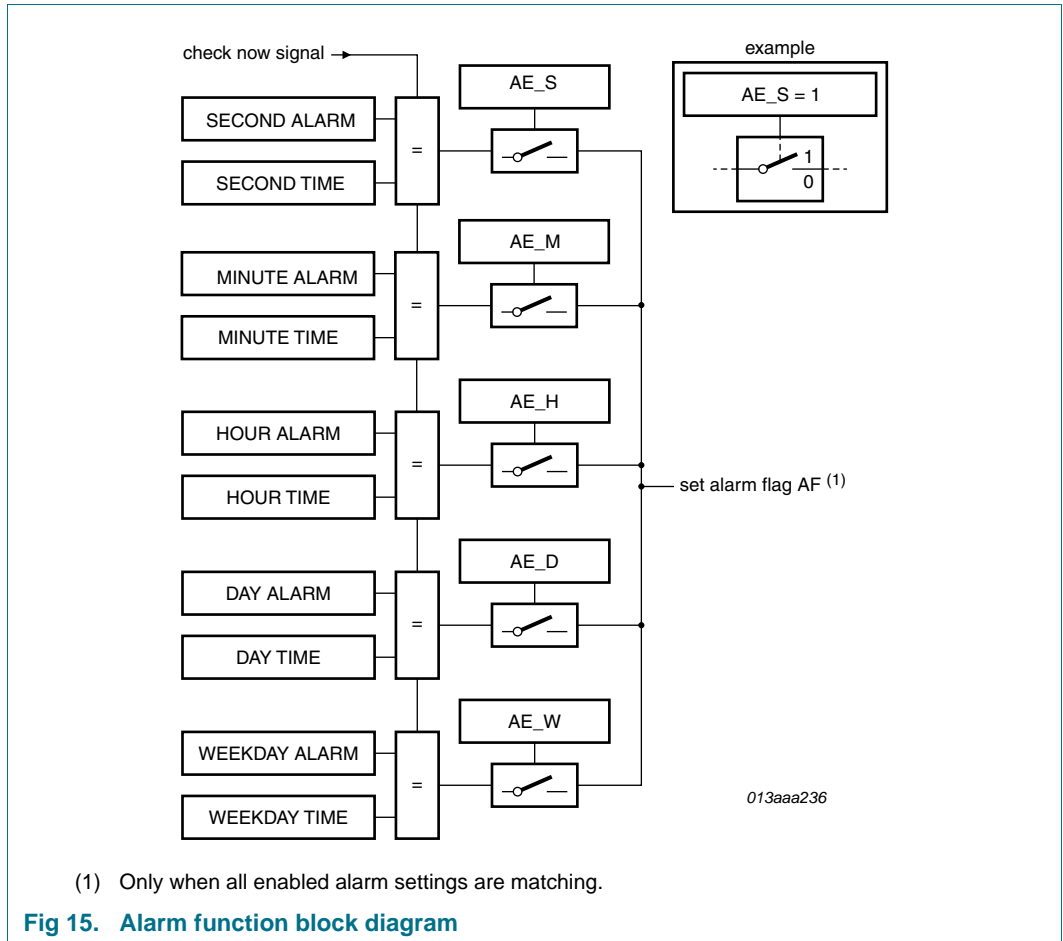 check now signal
example
AE_S
AE_S = 1
SECOND ALARM
=
1
SECOND TIME
0
AE_M
MINUTE ALARM
=
MINUTE TIME
AE_H
HOUR ALARM
=
set alarm flag AF (1)
HOUR TIME
AE_D
DAY ALARM
=
DAY TIME
AE_W
WEEKDAY ALARM
=
013aaa236
WEEKDAY TIME
(1) Only when all enabled alarm settings are matching.
Fig 15. Alarm function block diagram